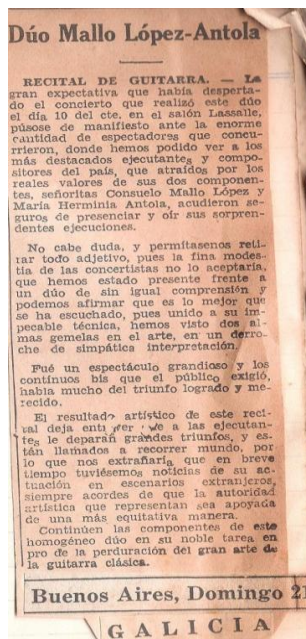 Dúo Mallo López-Antola
RECITAL DE GUITARRA. — La
gran expectativa que había desperta-
do el concierto que realizó este dúo
el día 10 del cte. en el salón Lassalle,
púsose de manifiesto ante la enorme
cantidad de espectadores que concu-
rrieron, donde hemos podido ver a los
más destacados ejecutantes y compo-
sitores del país, que atraídos por los
reales valores de sus dos componen-
tes, señoritas Consuelo Mallo López y
María Herminia Antola, acudieron se-
guros de presenciar y oír sus sorpren-
dentes ejecuciones.
No cabe duda, y permítasenos reti-
rar todo adjetivo, pues la fina modes-
tia de las concertistas no lo aceptaría,
que hemos estado presente frente a
un dúo de sin igual comprensión y
podemos afirmar que es lo mejor que
se ha escuchado, pues unido a su im-
pecable técnica, hemos visto dos al-
mas gemelas en el arte, en un derro-
che de simpática interpretación.
Fué un espectáculo grandioso y los
contínuos bis que el público exigió,
habla mucho del triunfo logrado y me-
recido.
El resultado artístico de este reci-
tal deja a las ejecutan-
tes le deparán grandes triunfos, y es-
tán llamados a recorrer mundo, por
lo que nos extrañaría que en breve
tiempo tuviésemos noticias de su ac-
tuación en escenarios extranjeros,
siempre acordes de que la autoridad
artística que representan sea apoyada
de una más equitativa manera.
Continúen las componentes de este
homogéneo dúo en su noble tarea en
pro de la perduración del gran arte de
la guitarra clásica.
Buenos Aires, Domingo 21
GALICIA